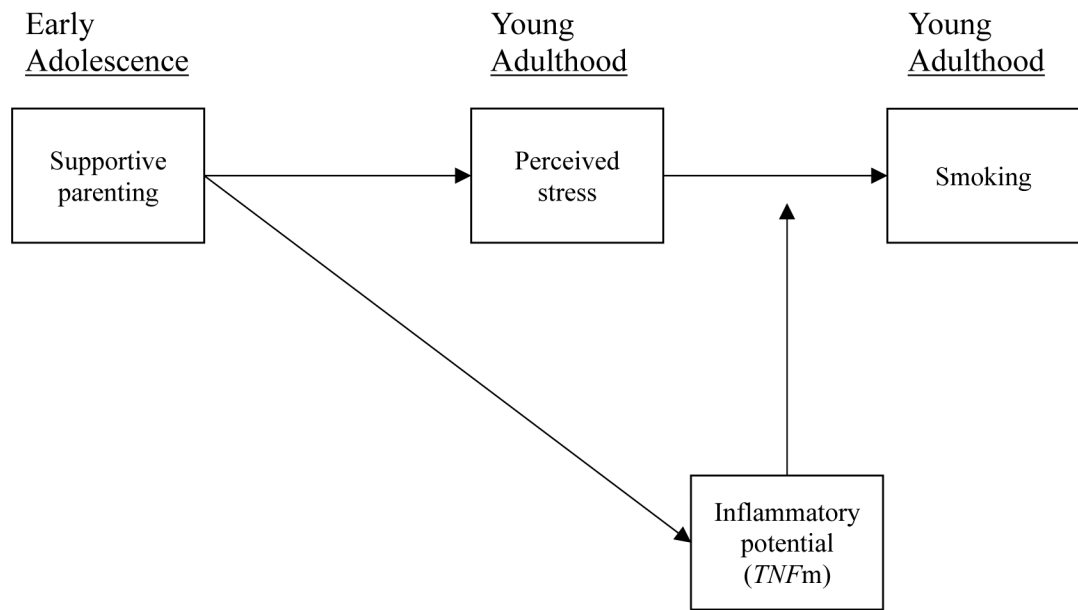 Early
Adolescence
Young
Adulthood
Young
Adulthood
Supportive
parenting
Perceived
stress
Smoking
Inflammatory
potential
(TNFm)